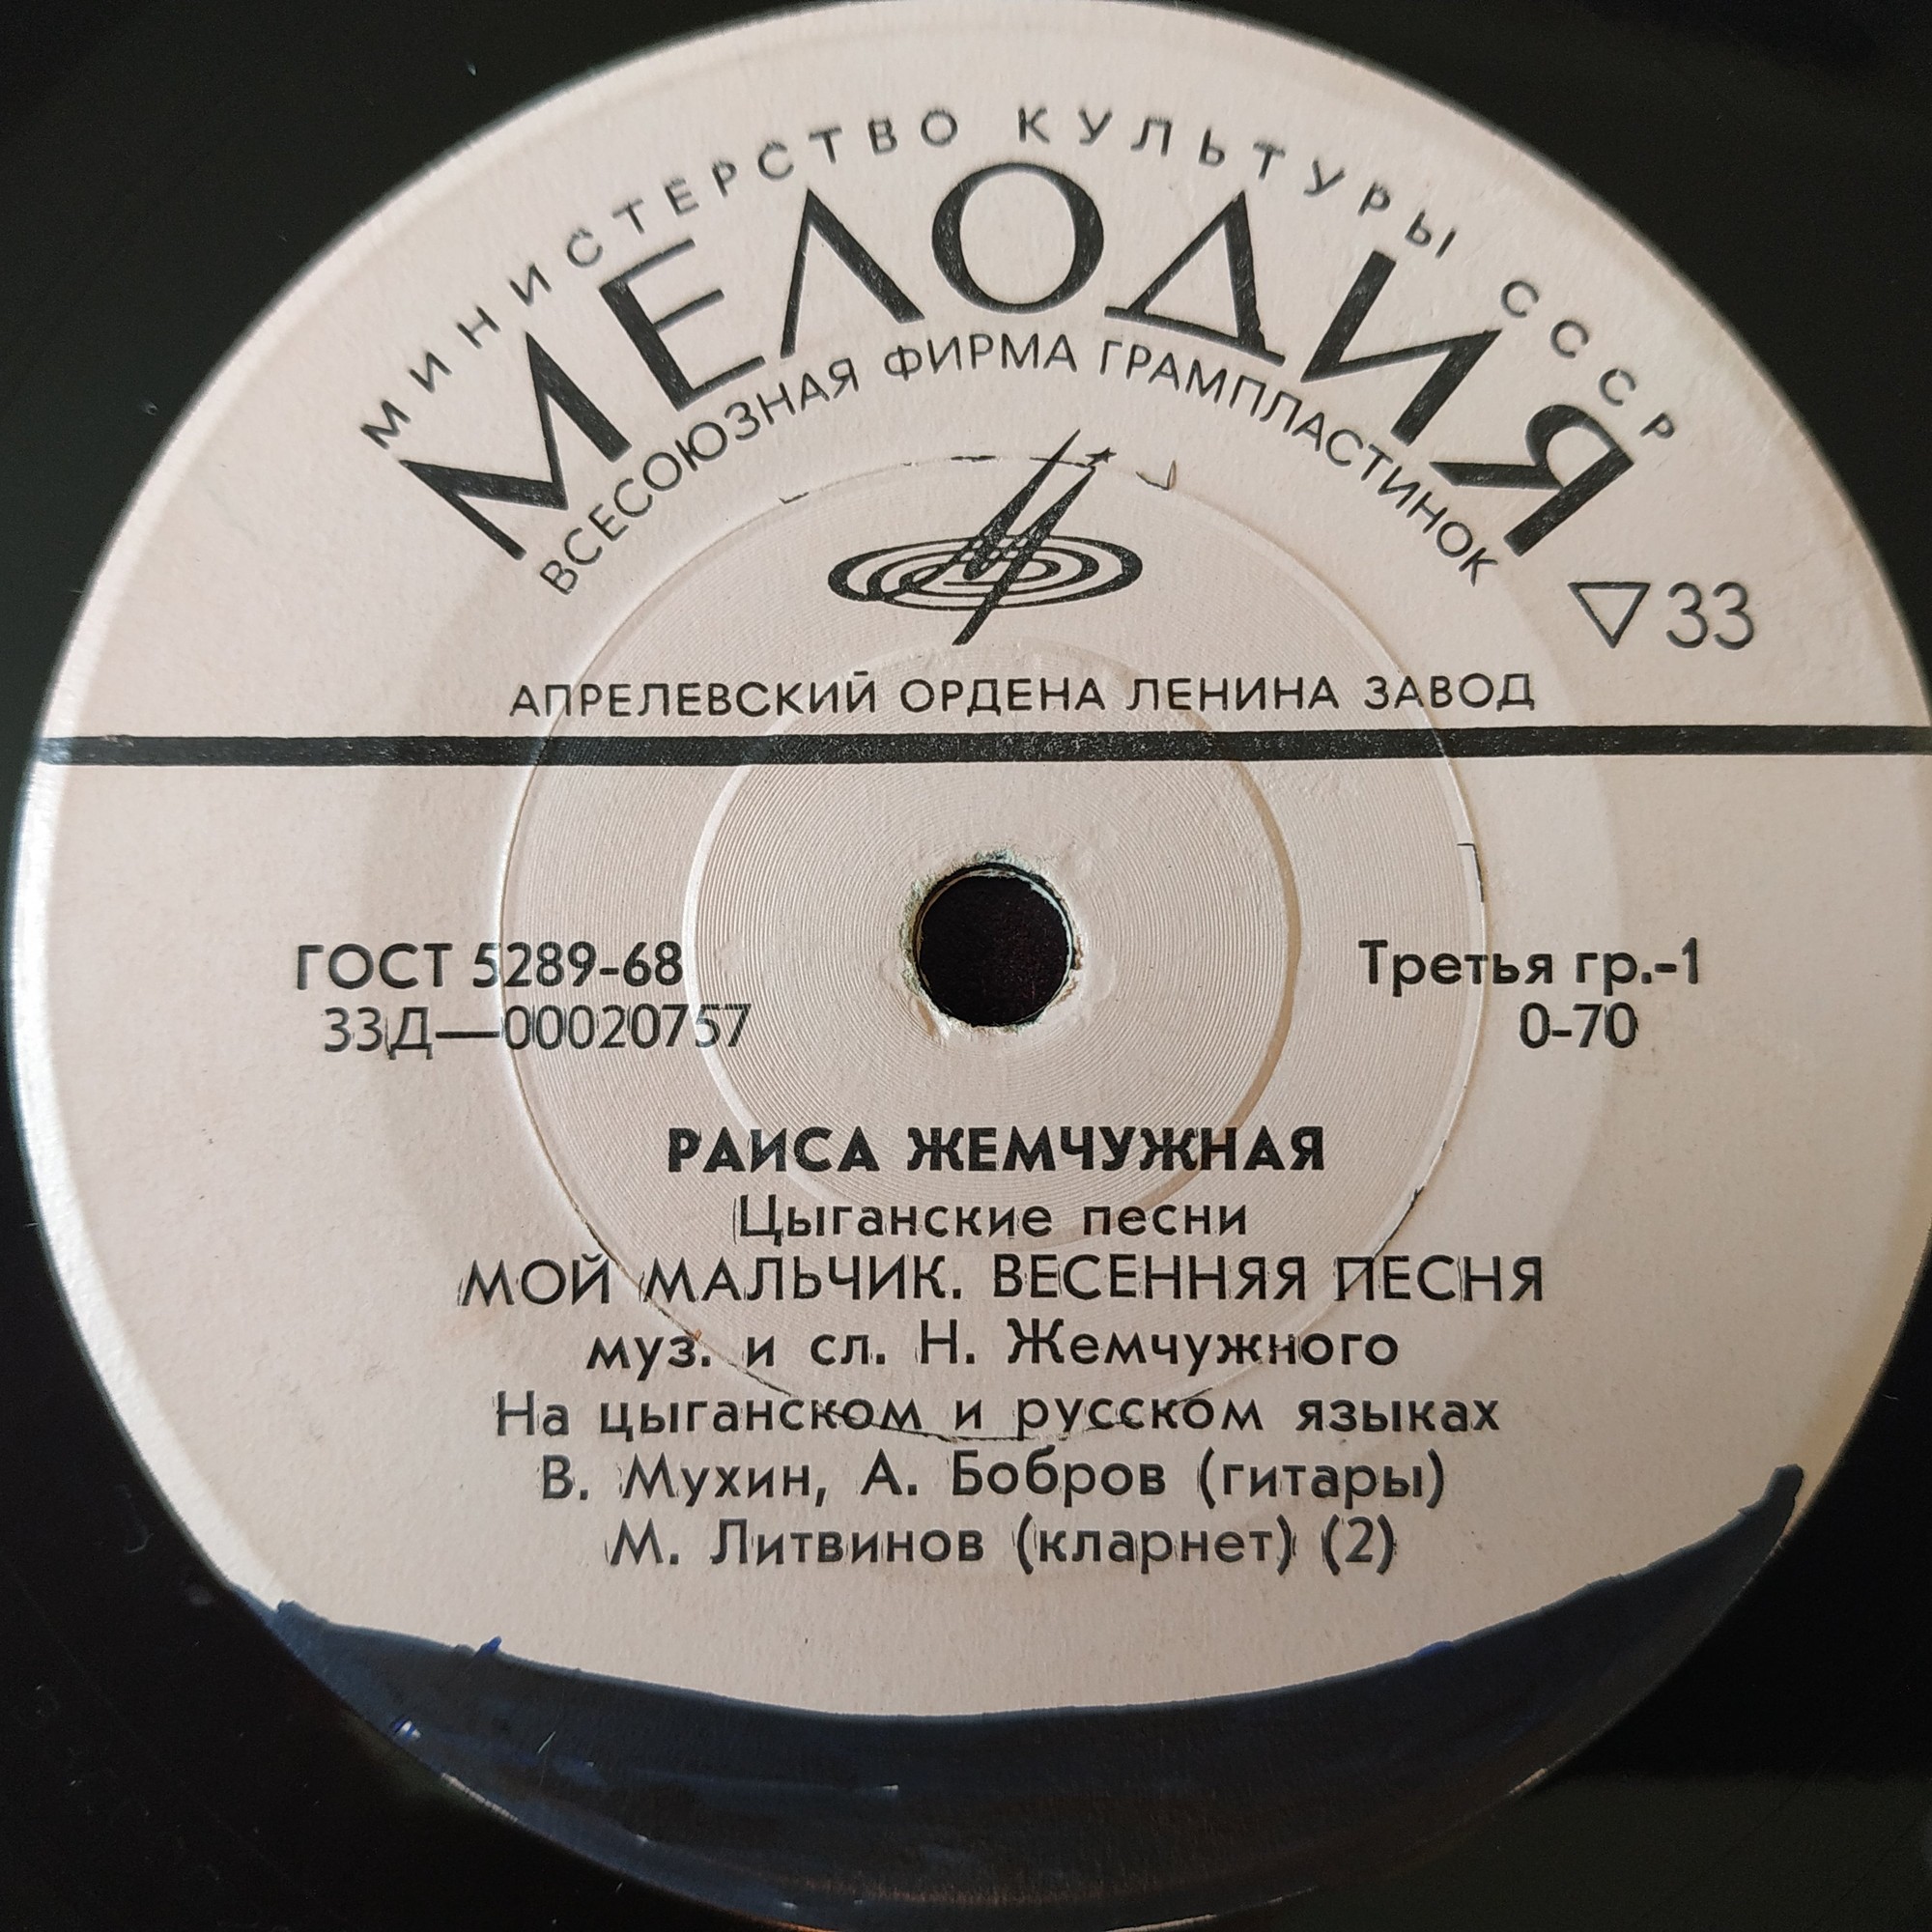 МИНИСТЕРСТВО КУЛЬТУРЫ СССР
МЕЛОДИЯ
ВСЕСОЮЗНАЯ ФИРМА ГРАМПЛАСТИНОК
33
АПРЕЛЕВСКИЙ ОРДЕНА ЛЕНИНА ЗАВОД
ГОСТ 5289-68 Третья гр.-1
33Д—00020757 0-70
РАИСА ЖЕМЧУЖНАЯ
Цыганские песни
МОЙ МАЛЬЧИК. ВЕСЕННЯЯ ПЕСНЯ
муз. и сл. Н. Жемчужного
На цыганском и русском языках
В. Мухин, А. Бобров (гитары)
М. Литвинов (кларнет) (2)